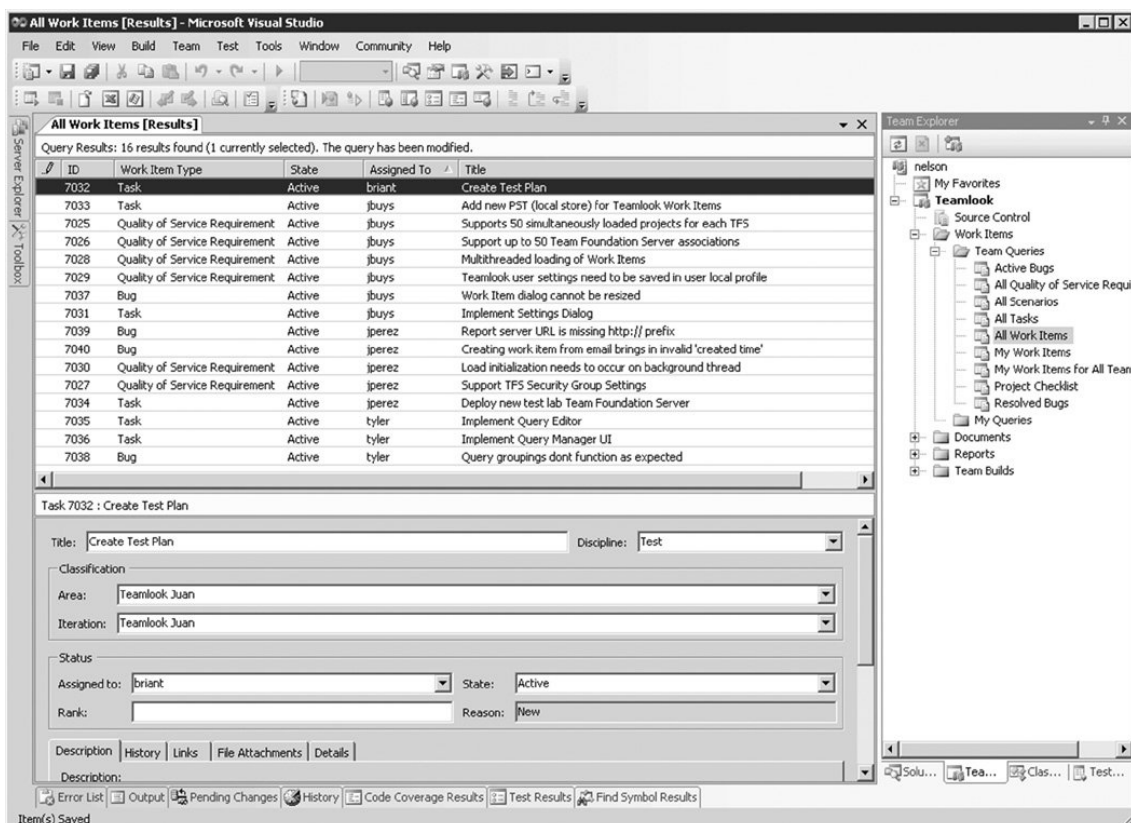 All Work Items [Results] - Microsoft Visual Studio
File Edit View Build Team Test Tools Window Community Help
Server Explorer
Toolbox
All Work Items [Results]
Query Results: 16 results found (1 currently selected). The query has been modified.
ID Work Item Type State Assigned To Title
7032 Task Active briant Create Test Plan
7033 Task Active jbuys Add new PST (local store) for Teamlook Work Items
7025 Quality of Service Requirement Active jbuys Supports 50 simultaneously loaded projects for each TFS
7026 Quality of Service Requirement Active jbuys Support up to 50 Team Foundation Server associations
7028 Quality of Service Requirement Active jbuys Multithreaded loading of Work Items
7029 Quality of Service Requirement Active jbuys Teamlook user settings need to be saved in user local profile
7037 Bug Active jbuys Work Item dialog cannot be resized
7031 Task Active jbuys Implement Settings Dialog
7039 Bug Active jperez Report server URL is missing http:// prefix
7040 Bug Active jperez Creating work item from email brings in invalid 'created time'
7030 Quality of Service Requirement Active jperez Load initialization needs to occur on background thread
7027 Quality of Service Requirement Active jperez Support TFS Security Group Settings
7034 Task Active jperez Deploy new test lab Team Foundation Server
7035 Task Active tyler Implement Query Editor
7036 Task Active tyler Implement Query Manager UI
7038 Bug Active tyler Query groupings dont function as expected
Task 7032 : Create Test Plan
Title: Create Test Plan Discipline: Test
Classification
Area: Teamlook Juan
Iteration: Teamlook Juan
Status
Assigned to: briant State: Active
Rank: Reason: New
Description History Links File Attachments Details
Description:
Team Explorer
nelson
My Favorites
Teamlook
Source Control
Work Items
Team Queries
Active Bugs
All Quality of Service Requi
All Scenarios
All Tasks
All Work Items
My Work Items
My Work Items for All Team
Project Checklist
Resolved Bugs
My Queries
Documents
Reports
Team Builds
Solu... Tea... Clas... Test...
Error List Output Pending Changes History Code Coverage Results Test Results Find Symbol Results
Item(s) Saved